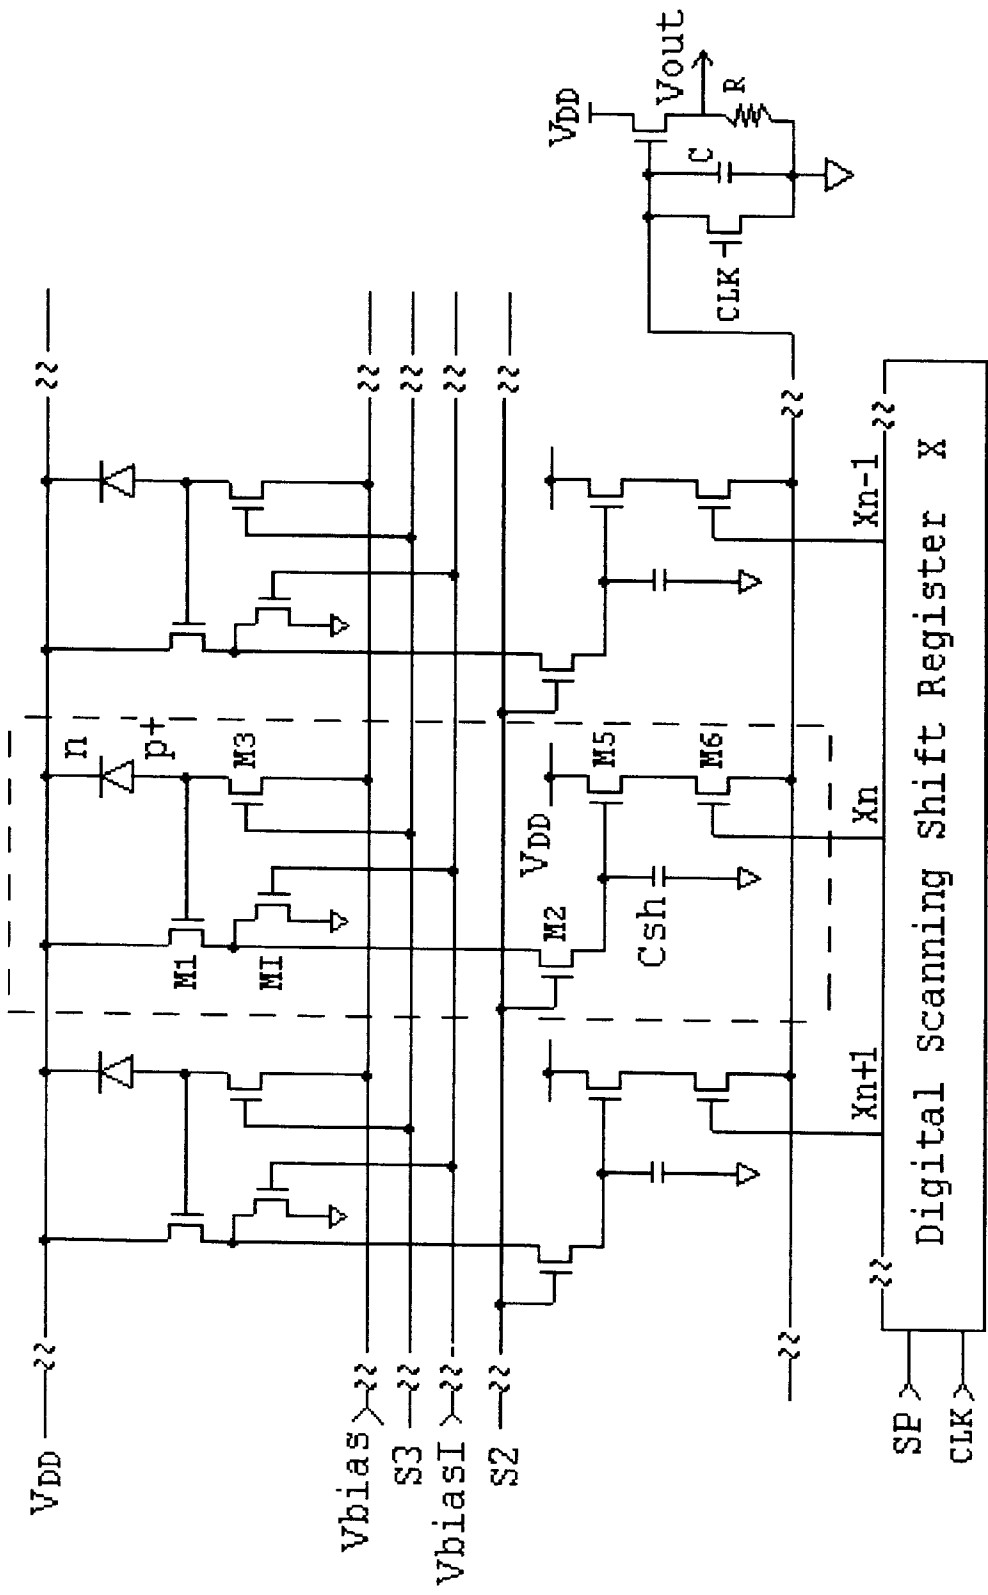 VDD
Vbias
S3
VbiasI
S2
SP
CLK
n
p+
M1
M3
MI
M2
VDD
M5
Csh
M6
Xn+1
Xn
Xn-1
Digital Scanning Shift Register X
VDD
Vout
C
R
CLK